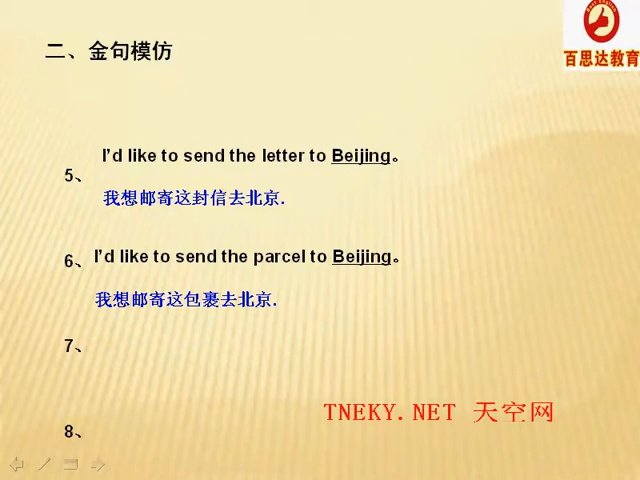 二、金句模仿
百思达教育
I’d like to send the letter to Beijing。
5、
我想邮寄这封信去北京.
6、I’d like to send the parcel to Beijing。
我想邮寄这包裹去北京.
7、
TNEKY.NET 天空网
8、